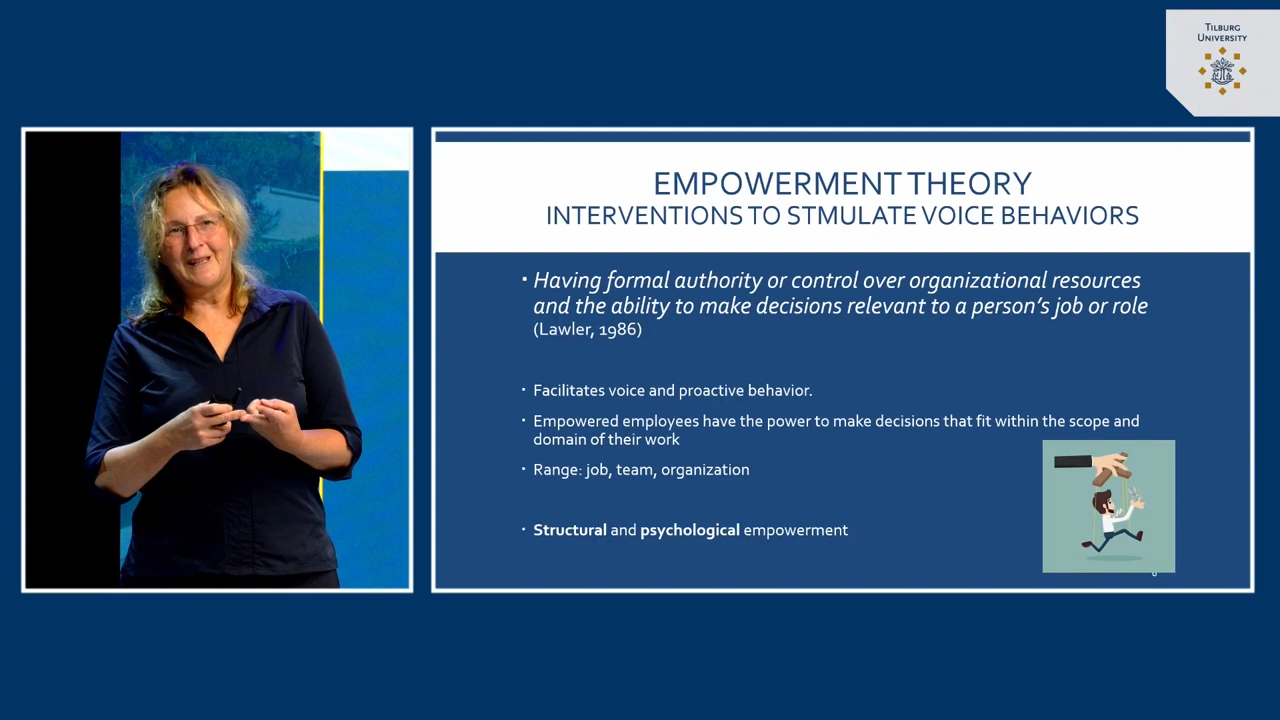 TILBURG
UNIVERSITY
EMPOWERMENT THEORY
INTERVENTIONS TO STMULATE VOICE BEHAVIORS
▪ Having formal authority or control over organizational resources
and the ability to make decisions relevant to a person's job or role
(Lawler, 1986)
▪ Facilitates voice and proactive behavior.
▪ Empowered employees have the power to make decisions that fit within the scope and
domain of their work
▪ Range: job, team, organization
▪ Structural and psychological empowerment